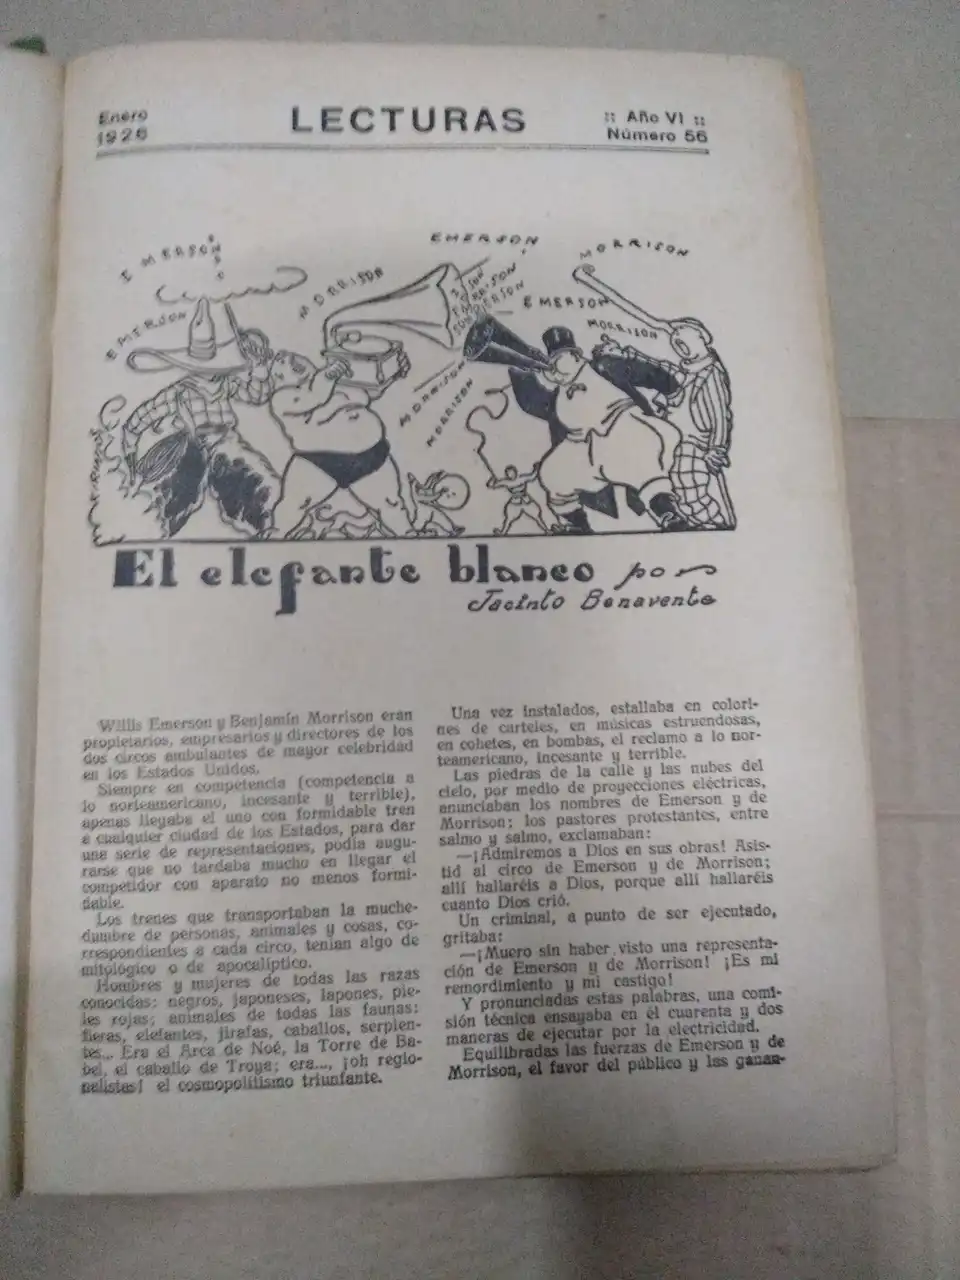 Enero
1926
LECTURAS
:: Año VI ::
Número 56
EMERSON
MORRISON
EMERSON
MORRISON
EMERSON
EMERSON
MORRISON
MORRISON
MORRISON
El elefante blanco por
Jacinto Benavente
Willis Emerson y Benjamín Morrison eran
propietarios, empresarios y directores de los
dos circos ambulantes de mayor celebridad
en los Estados Unidos.
Siempre en competencia (competencia a
lo norteamericano, incesante y terrible),
apenas llegaba el uno con formidable tren
a cualquier ciudad de los Estados, para dar
una serie de representaciones, podía augu-
rarse que no tardaba mucho en llegar el
competidor con aparato no menos formi-
dable.
Los trenes que transportaban la muche-
dumbre de personas, animales y cosas, co-
rrespondientes a cada circo, tenían algo de
mitológico o de apocalíptico.
Hombres y mujeres de todas las razas
conocidas: negros, japoneses, lapones, pie-
les rojas; animales de todas las faunas:
fieras, elefantes, jirafas, caballos, serpien-
tes... Era el Arca de Noé, la Torre de Ba-
bel, el caballo de Troya; era..., ¡oh regio-
nalistas! el cosmopolitismo triunfante.
Una vez instalados, estallaba en colori-
nes de carteles, en músicas estruendosas,
en cohetes, en bombas, el reclamo a lo nor-
teamericano, incesante y terrible.
Las piedras de la calle y las nubes del
cielo, por medio de proyecciones eléctricas,
anunciaban los nombres de Emerson y de
Morrison; los pastores protestantes, entre
salmo y salmo, exclamaban:
—¡Admiremos a Dios en sus obras! Asis-
tid al circo de Emerson y de Morrison;
allí hallaréis a Dios, porque allí hallaréis
cuanto Dios crió.
Un criminal, a punto de ser ejecutado,
gritaba:
—¡Muero sin haber visto una representa-
ción de Emerson y de Morrison! ¡Es mi
remordimiento y mi castigo!
Y pronunciadas estas palabras, una comi-
sión técnica ensayaba en él cuarenta y dos
maneras de ejecutar por la electricidad.
Equilibradas las fuerzas de Emerson y de
Morrison, el favor del público y las ganan-